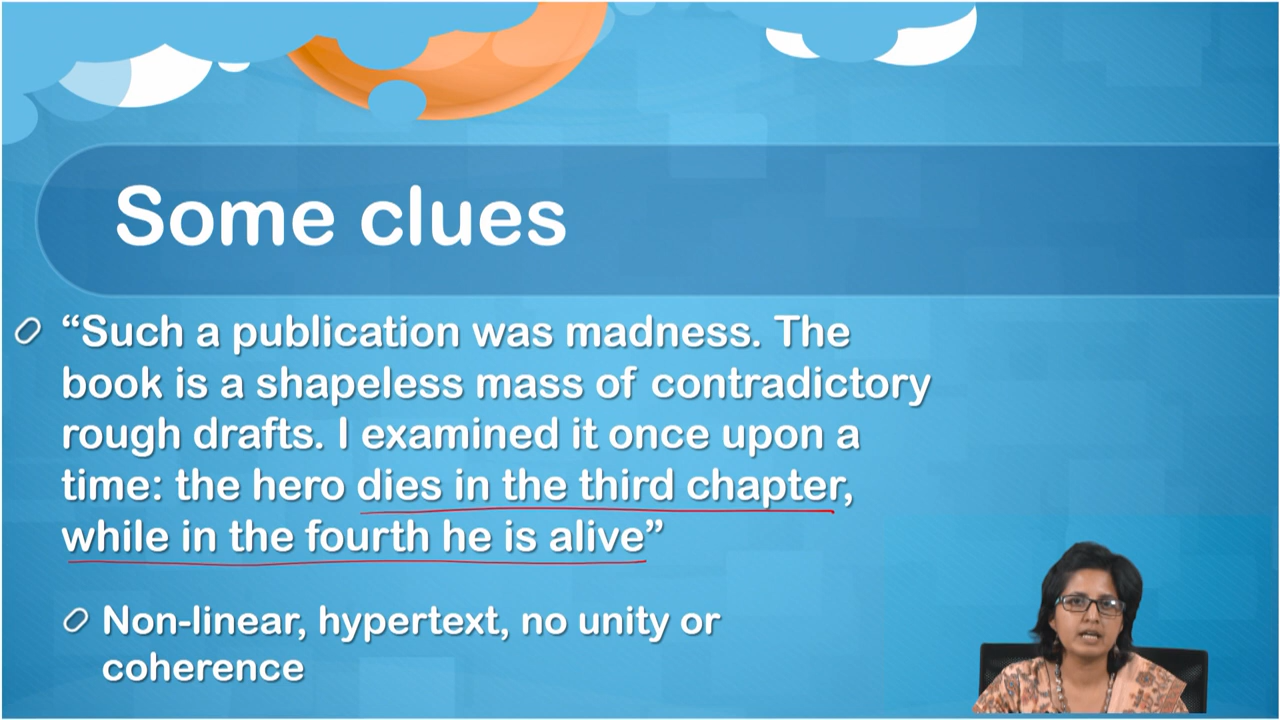 Some clues
“Such a publication was madness. The
book is a shapeless mass of contradictory
rough drafts. I examined it once upon a
time: the hero dies in the third chapter,
while in the fourth he is alive”
Non-linear, hypertext, no unity or
coherence